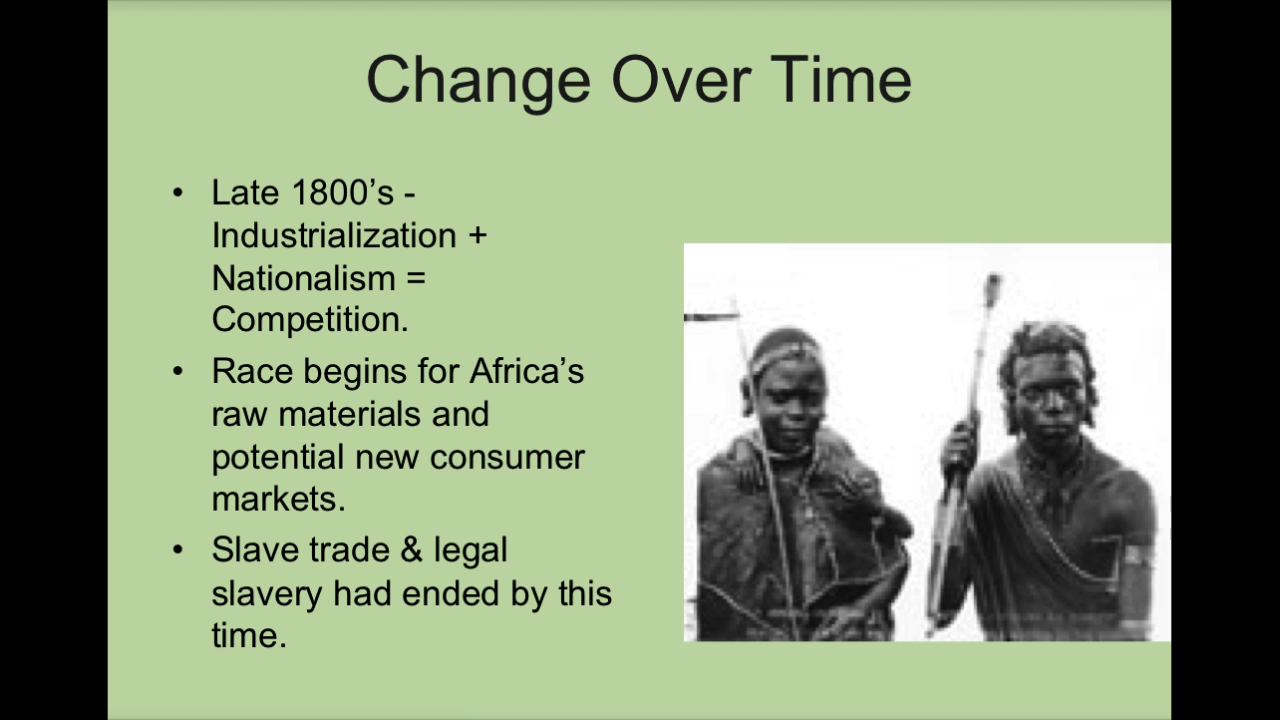 Change Over Time
• Late 1800’s -
Industrialization +
Nationalism =
Competition.
• Race begins for Africa’s
raw materials and
potential new consumer
markets.
• Slave trade & legal
slavery had ended by this
time.